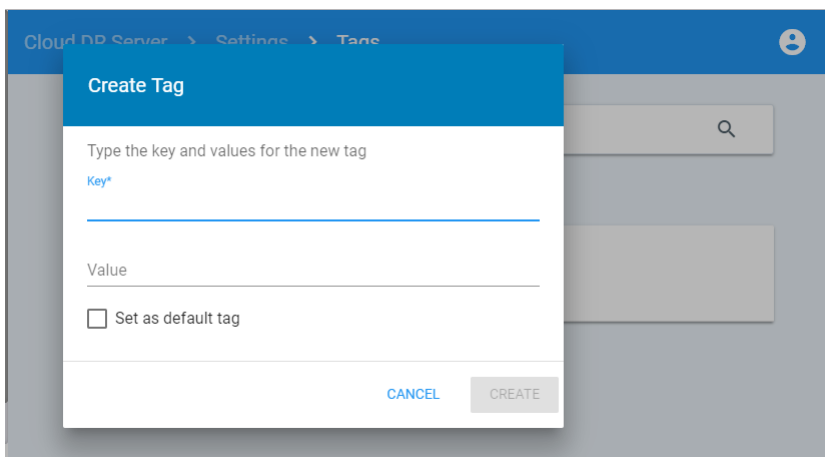 Cloud DR Server > Settings > Tags
Create Tag
Type the key and values for the new tag
Key*
Value
Set as default tag
CANCEL CREATE